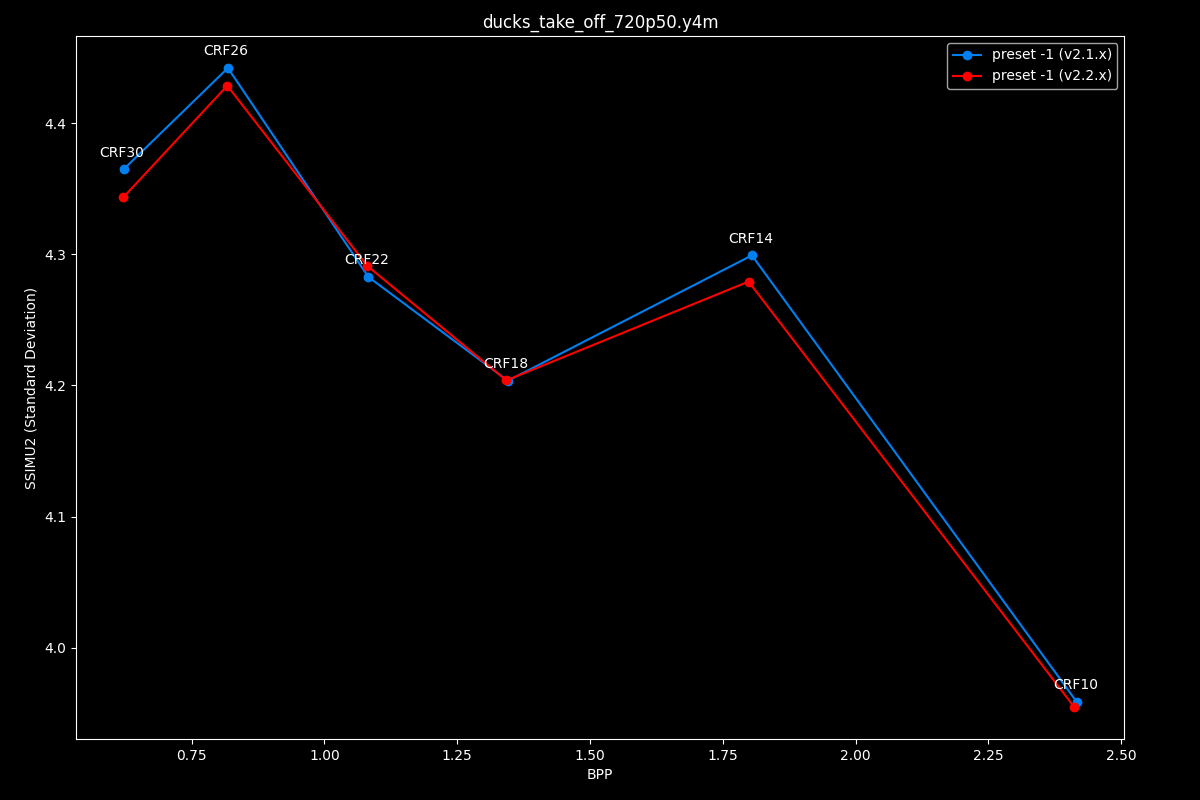 ducks_take_off_720p50.y4m
preset -1 (v2.1.x)
preset -1 (v2.2.x)
CRF26
CRF30
CRF22
CRF18
CRF14
CRF10
SSIMU2 (Standard Deviation)
4.4
4.3
4.2
4.1
4.0
0.75 1.00 1.25 1.50 1.75 2.00 2.25 2.50
BPP